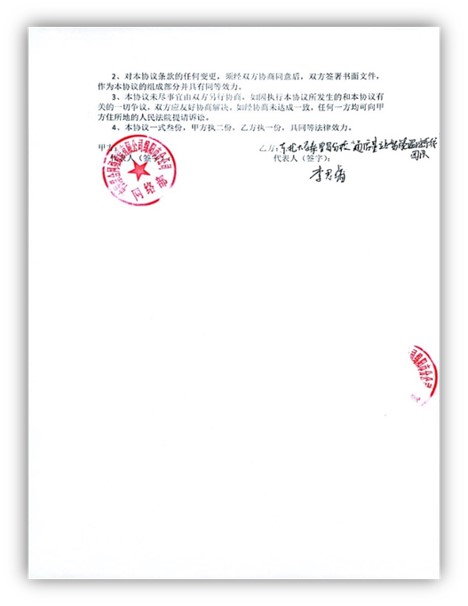 2、对本协议条款的任何变更，须经双方协商同意后，双方签署书面文件，
作为本协议的组成部分并具有同等效力。
3、本协议未尽事宜由双方另行协商，如因执行本协议所发生的和本协议有
关的一切争议，双方应友好协商解决，如经协商未达成一致，任何一方均可向甲
方住所地的人民法院提请诉讼。
4、本协议一式叁份，甲方执二份，乙方执一份，具同等法律效力。
甲方
乙方：
代表人（签字）
代表人（签字）：
网络部